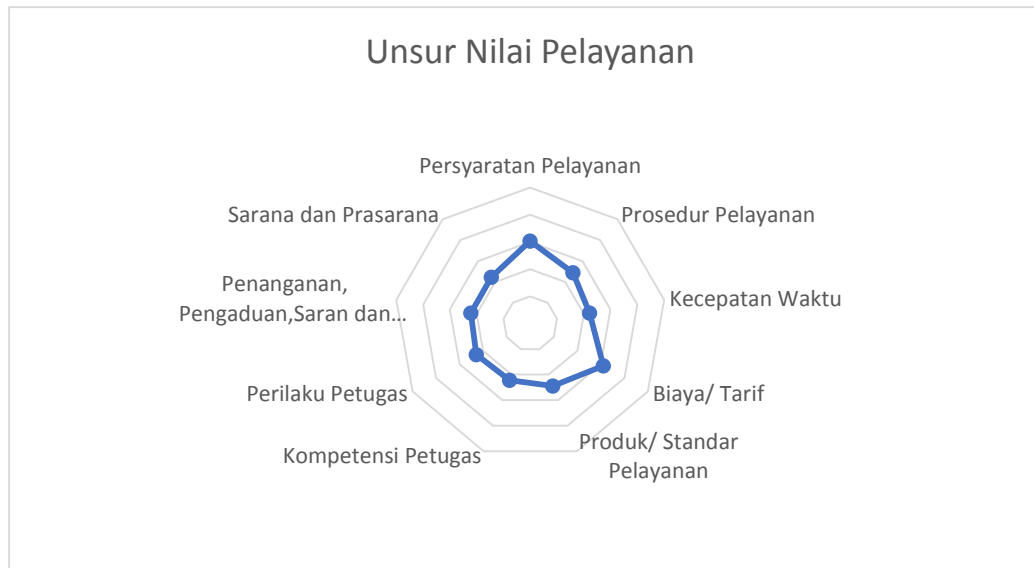 Unsur Nilai Pelayanan
Persyaratan Pelayanan
Prosedur Pelayanan
Kecepatan Waktu
Biaya/ Tarif
Produk/ Standar
Pelayanan
Kompetensi Petugas
Perilaku Petugas
Penanganan,
Pengaduan,Saran dan...
Sarana dan Prasarana